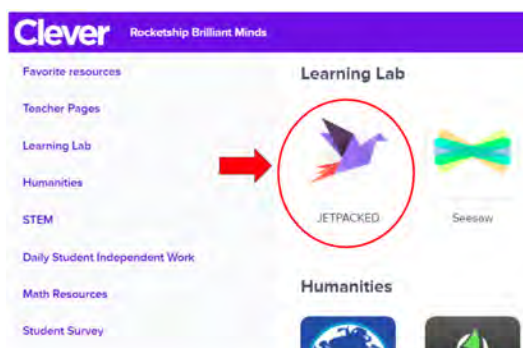 Clever Rocketship Brilliant Minds
Favorite resources
Teacher Pages
Learning Lab
Humanities
STEM
Daily Student Independent Work
Math Resources
Student Survey
Learning Lab
JETPACKED
Seesaw
Humanities